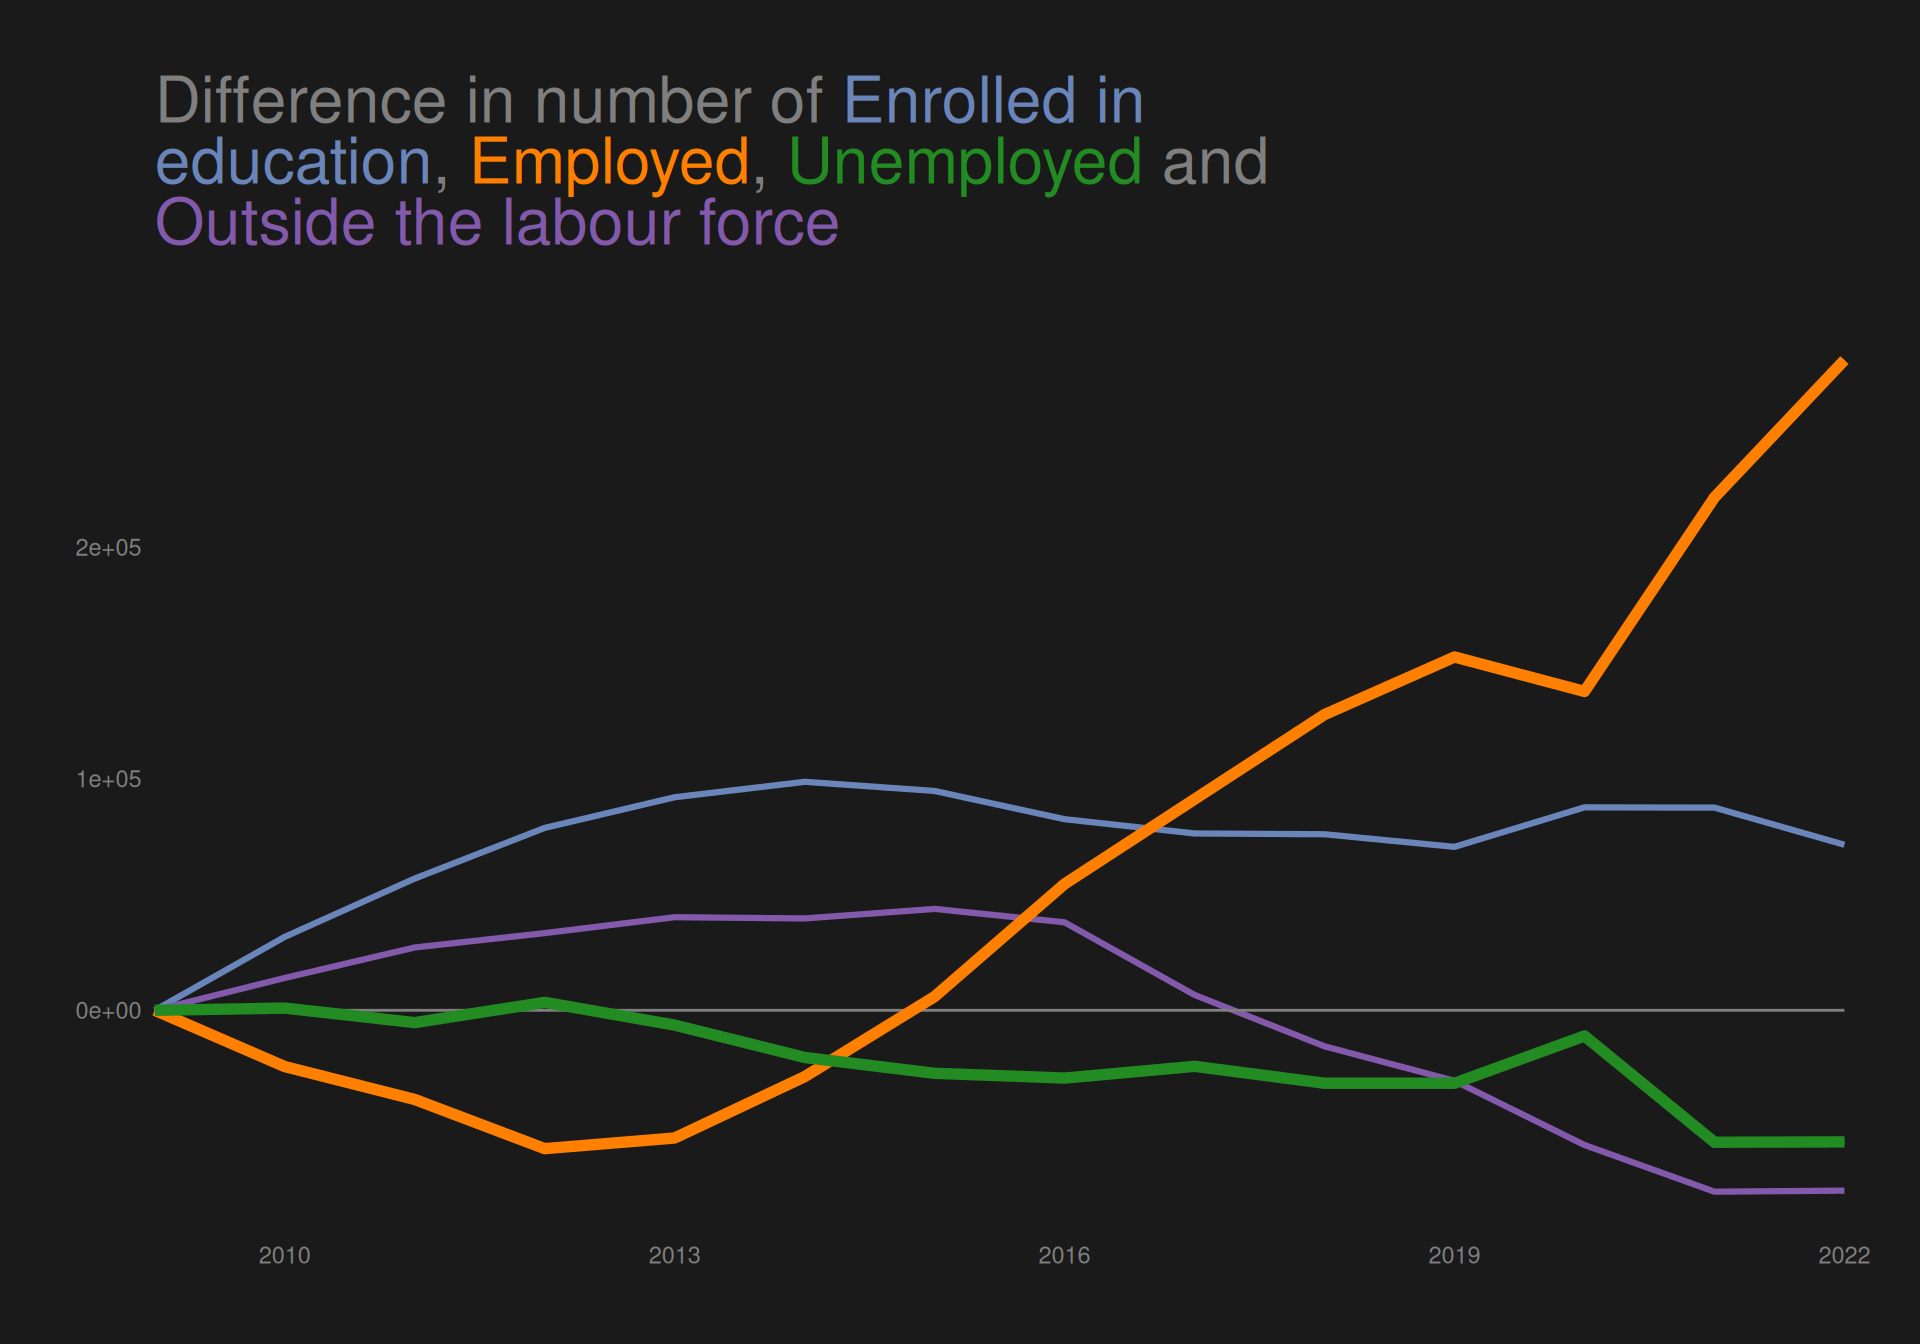 Difference in number of Enrolled in
education, Employed, Unemployed and
Outside the labour force
2e+05
1e+05
0e+00
2010 2013 2016 2019 2022